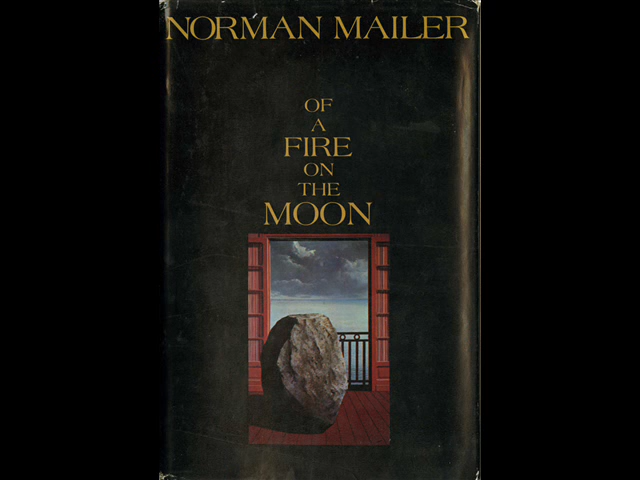 NORMAN MAILER
OF
A
FIRE
ON
THE
MOON